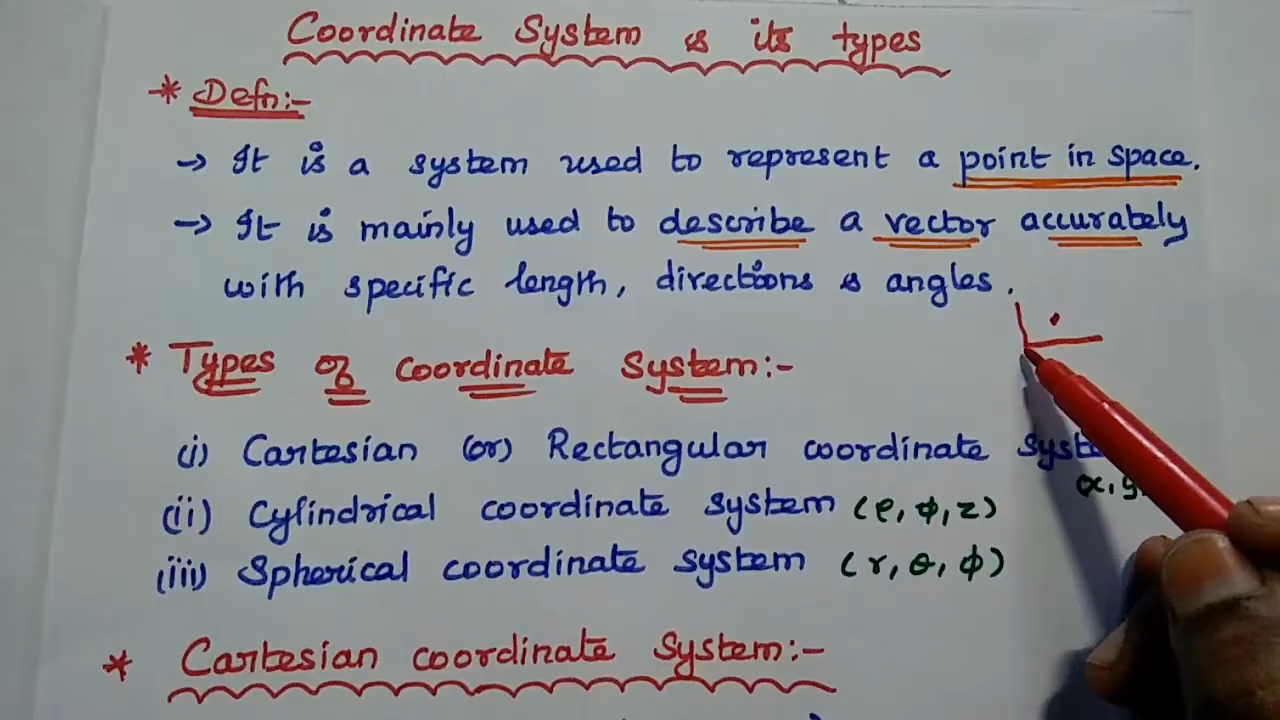 Coordinate System & its types
* Defn:-
→ It is a system used to represent a point in space.
→ It is mainly used to describe a vector accurately
with specific length, directions & angles.
* Types of coordinate System:-
(i) Cartesian (or) Rectangular coordinate
(x, y,
(ii) Cylindrical coordinate system (ρ, φ, z)
(iii) Spherical coordinate system (r, θ, φ)
* Cartesian coordinate System:-